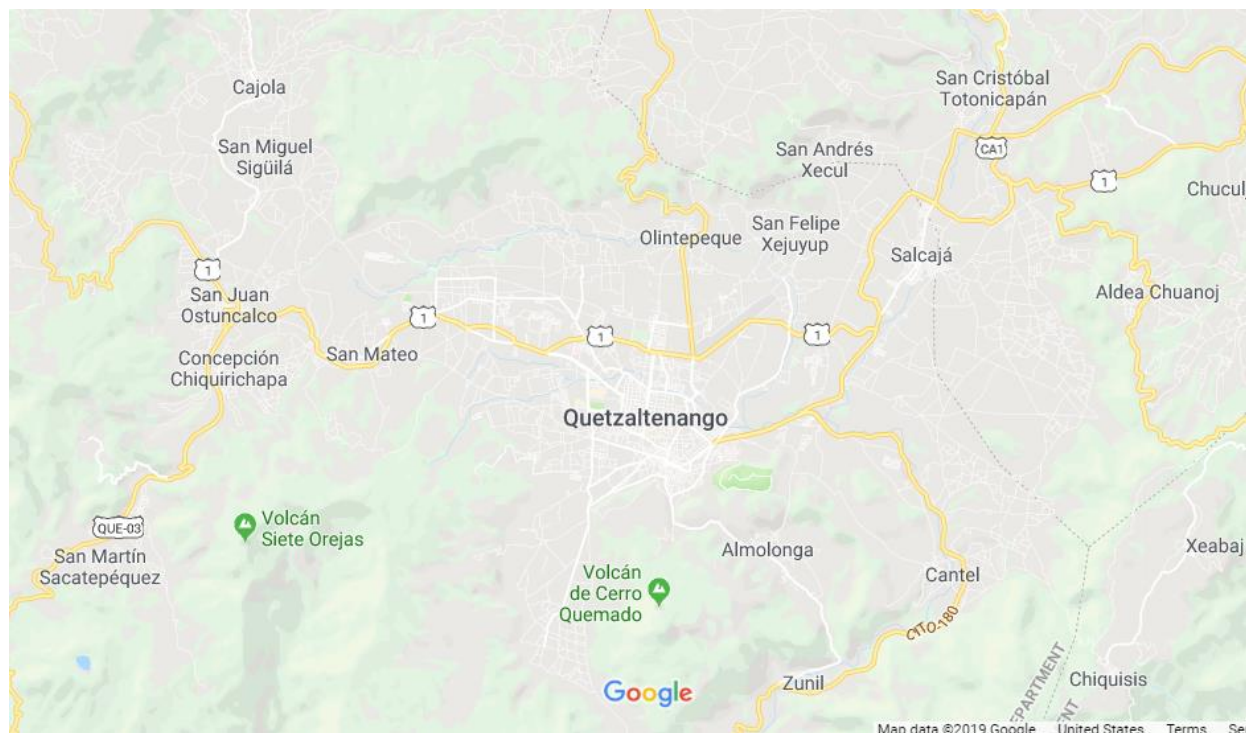 San Cristóbal
Totonicapán
Cajola
San Miguel
Sigüilá
CA1
San Andrés
Xecul
1
Chuculj
San Felipe
Xejuyup
Olintepeque
Salcajá
1
San Juan
Ostuncalco
Aldea Chuanoj
1
1
1
San Mateo
Concepción
Chiquirichapa
Quetzaltenango
QUE-03
Volcán
Siete Orejas
San Martín
Sacatepéquez
Almolonga
Xeabaj
Volcán
de Cerro
Quemado
Cantel
CITO-180
Zunil
Chiquisis
Google
DEPARTMENT
MENT
Map data ©2019 Google United States Terms Se